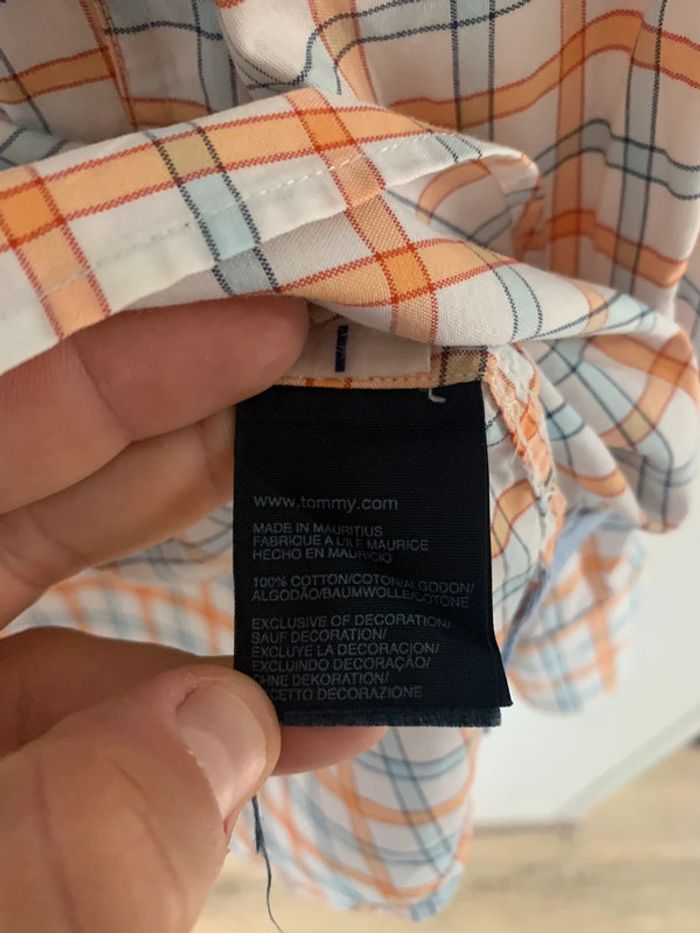 www.tommy.com
MADE IN MAURITIUS
FABRIQUE A L'ILE MAURICE
HECHO EN MAURICIO
100% COTTON/COTON/ALGODON/
ALGODÃO/BAUMWOLLE/COTONE
EXCLUSIVE OF DECORATION/
SAUF DECORATION/
EXCLUYE LA DECORACION/
EXCLUINDO DECORAÇÃO/
OHNE DEKORATION/
CETTO DECORAZIONE